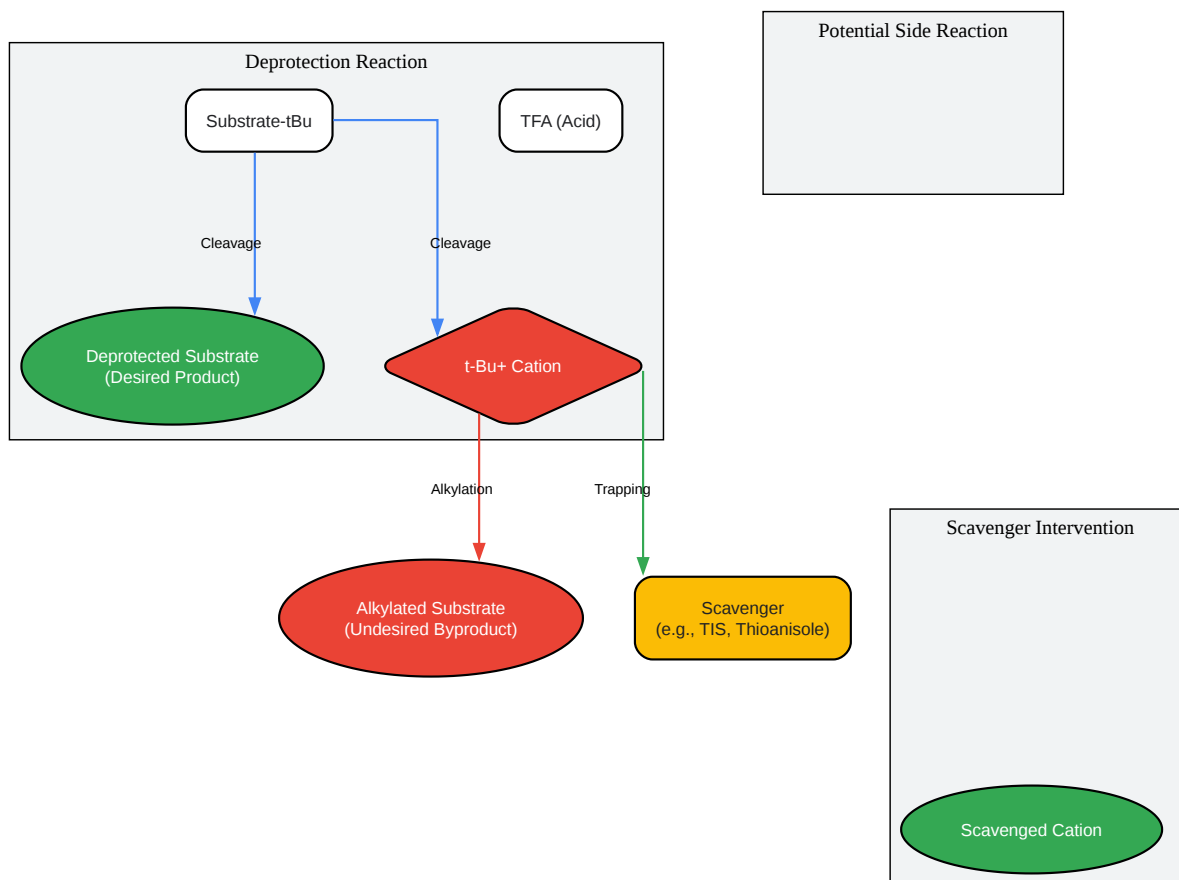 Potential Side Reaction
Deprotection Reaction
Substrate-tBu
TFA (Acid)
Cleavage
Cleavage
Deprotected Substrate
(Desired Product)
t-Bu+ Cation
Alkylation
Trapping
Scavenger Intervention
Alkylated Substrate
(Undesired Byproduct)
Scavenger
(e.g., TIS, Thioanisole)
Scavenged Cation